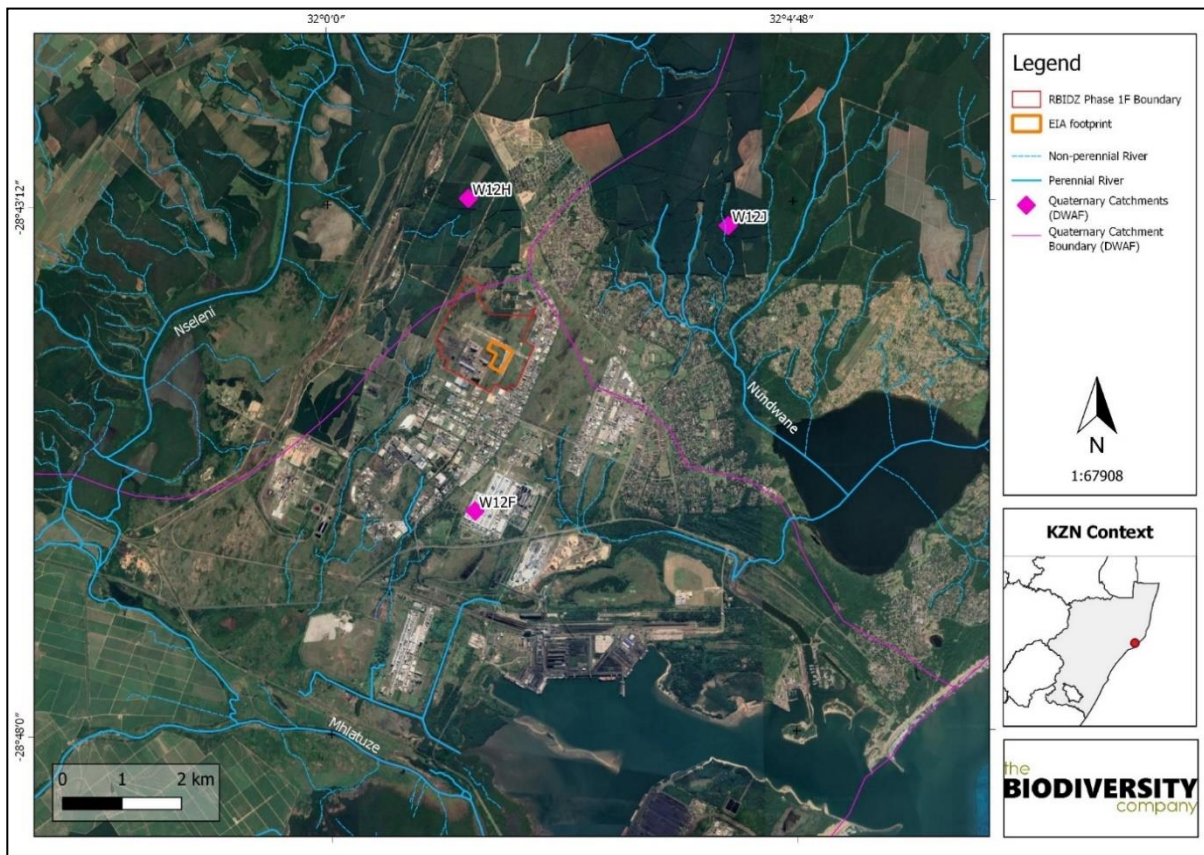 32°0'0"
32°4'48"
-28°43'12"
-28°48'0"
W12H
W12J
Nseleni
Nundwane
W12F
Mhlatuze
0 1 2 km
Legend
RBIDZ Phase 1F Boundary
EIA footprint
Non-perennial River
Perennial River
Quaternary Catchments
(DWAF)
Quaternary Catchment
Boundary (DWAF)
N
1:67908
KZN Context
the
BIODIVERSITY
company